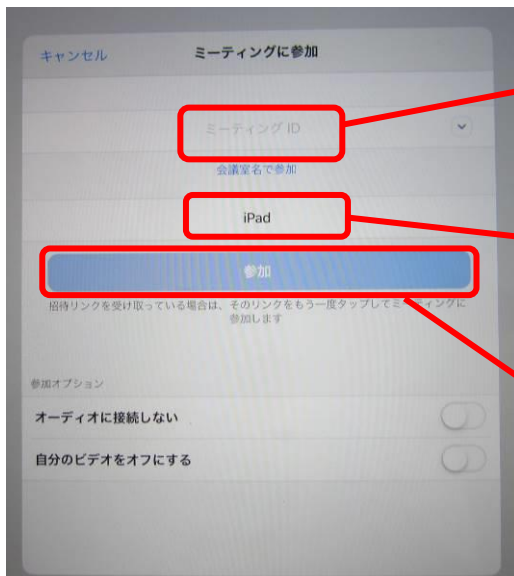 キャンセル ミーティングに参加
ミーティング ID
会議室名で参加
iPad
参加
招待リンクを受け取っている場合は、そのリンクをもう一度タップしてミーティングに
参加します
参加オプション
オーディオに接続しない
自分のビデオをオフにする